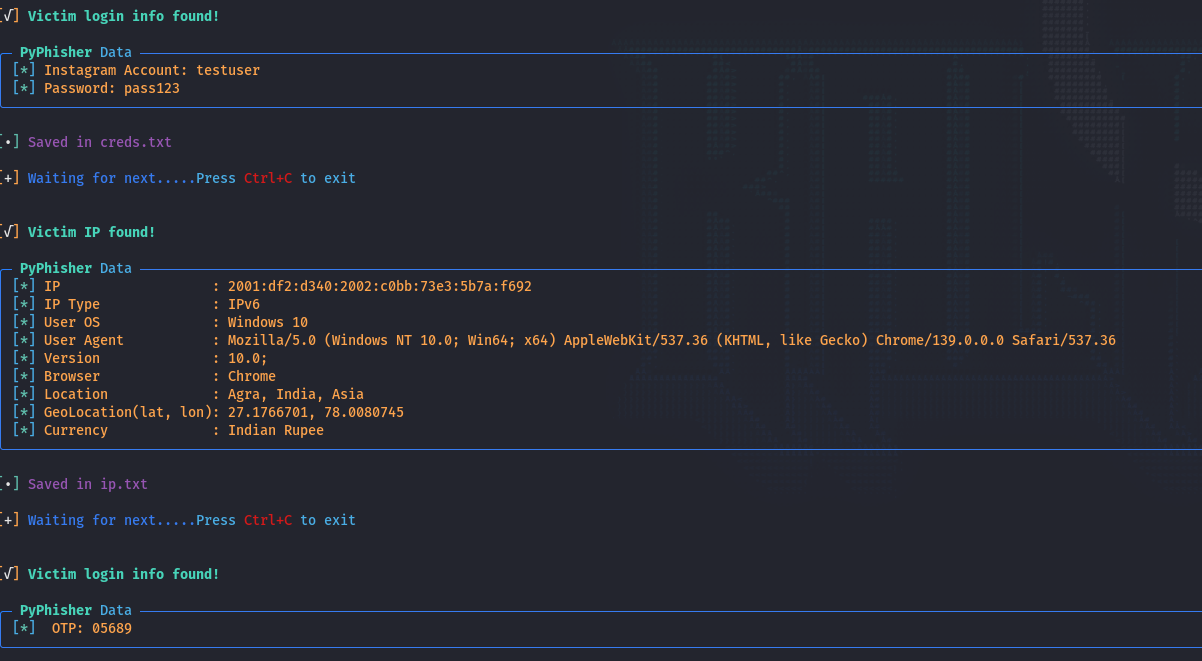 [√] Victim login info found!
PyPhisher Data
[*] Instagram Account: testuser
[*] Password: pass123
[•] Saved in creds.txt
[+] Waiting for next.....Press Ctrl+C to exit
[√] Victim IP found!
PyPhisher Data
[*] IP : 2001:df2:d340:2002:c0bb:73e3:5b7a:f692
[*] IP Type : IPv6
[*] User OS : Windows 10
[*] User Agent : Mozilla/5.0 (Windows NT 10.0; Win64; x64) AppleWebKit/537.36 (KHTML, like Gecko) Chrome/139.0.0.0 Safari/537.36
[*] Version : 10.0;
[*] Browser : Chrome
[*] Location : Agra, India, Asia
[*] GeoLocation(lat, lon): 27.1766701, 78.0080745
[*] Currency : Indian Rupee
[•] Saved in ip.txt
[+] Waiting for next.....Press Ctrl+C to exit
[√] Victim login info found!
PyPhisher Data
[*] OTP: 05689